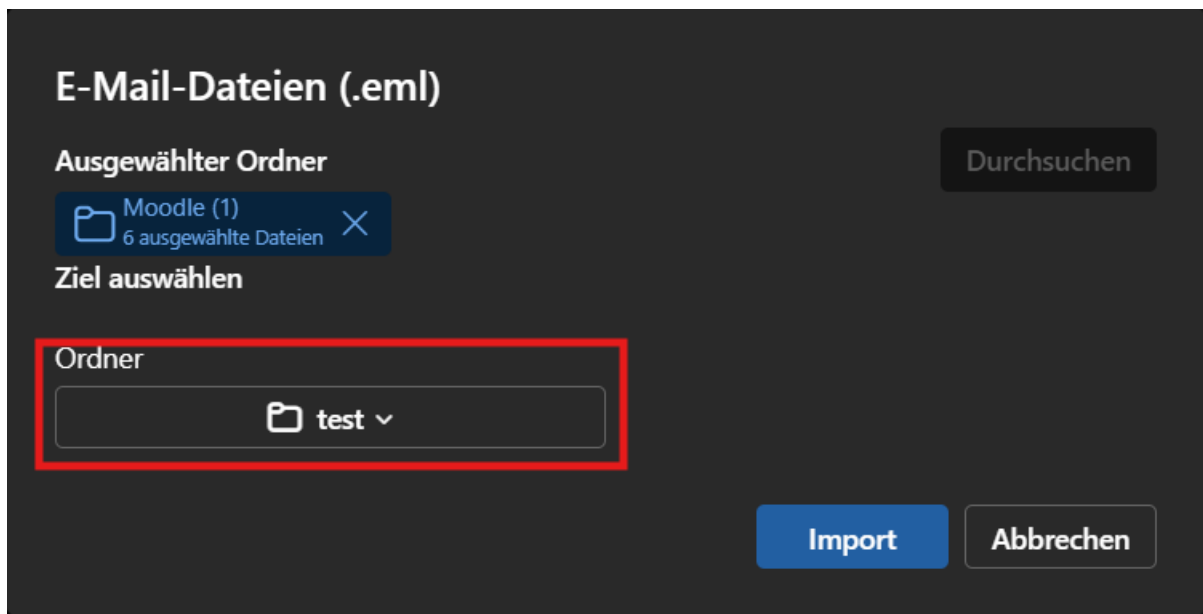 E-Mail-Dateien (.eml)
Ausgewählter Ordner
Durchsuchen
Moodle (1)
6 ausgewählte Dateien
Ziel auswählen
Ordner
test
Import
Abbrechen